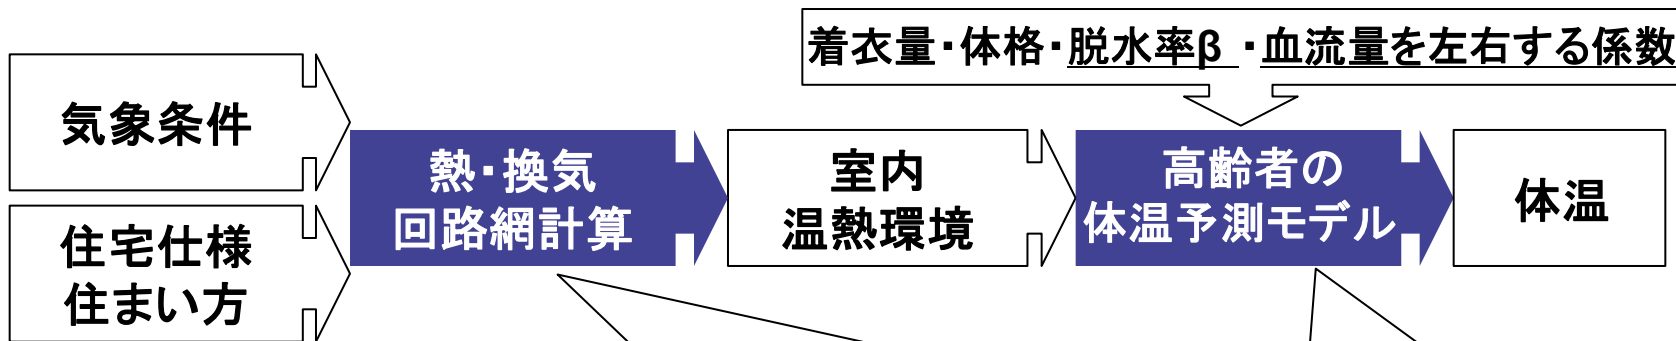 着衣量・体格・脱水率β ・血流量を左右する係数
気象条件
住宅仕様
住まい方
熱・換気
回路網計算
室内
温熱環境
高齢者の
体温予測モデル
体温